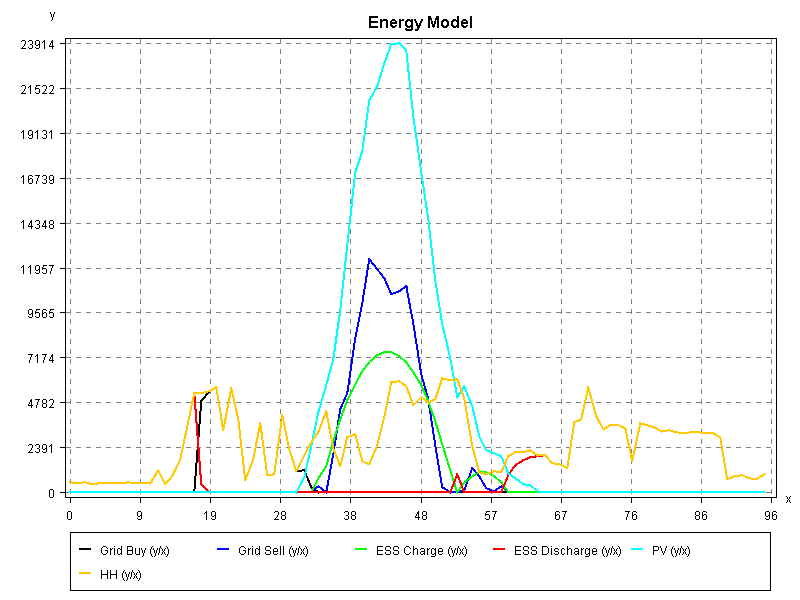 y
Energy Model
23914
21522
19131
16739
14348
11957
9565
7174
4782
2391
0
x
0 9 19 28 38 48 57 67 76 86 96
Grid Buy (y/x) Grid Sell (y/x) ESS Charge (y/x) ESS Discharge (y/x) PV (y/x)
HH (y/x)